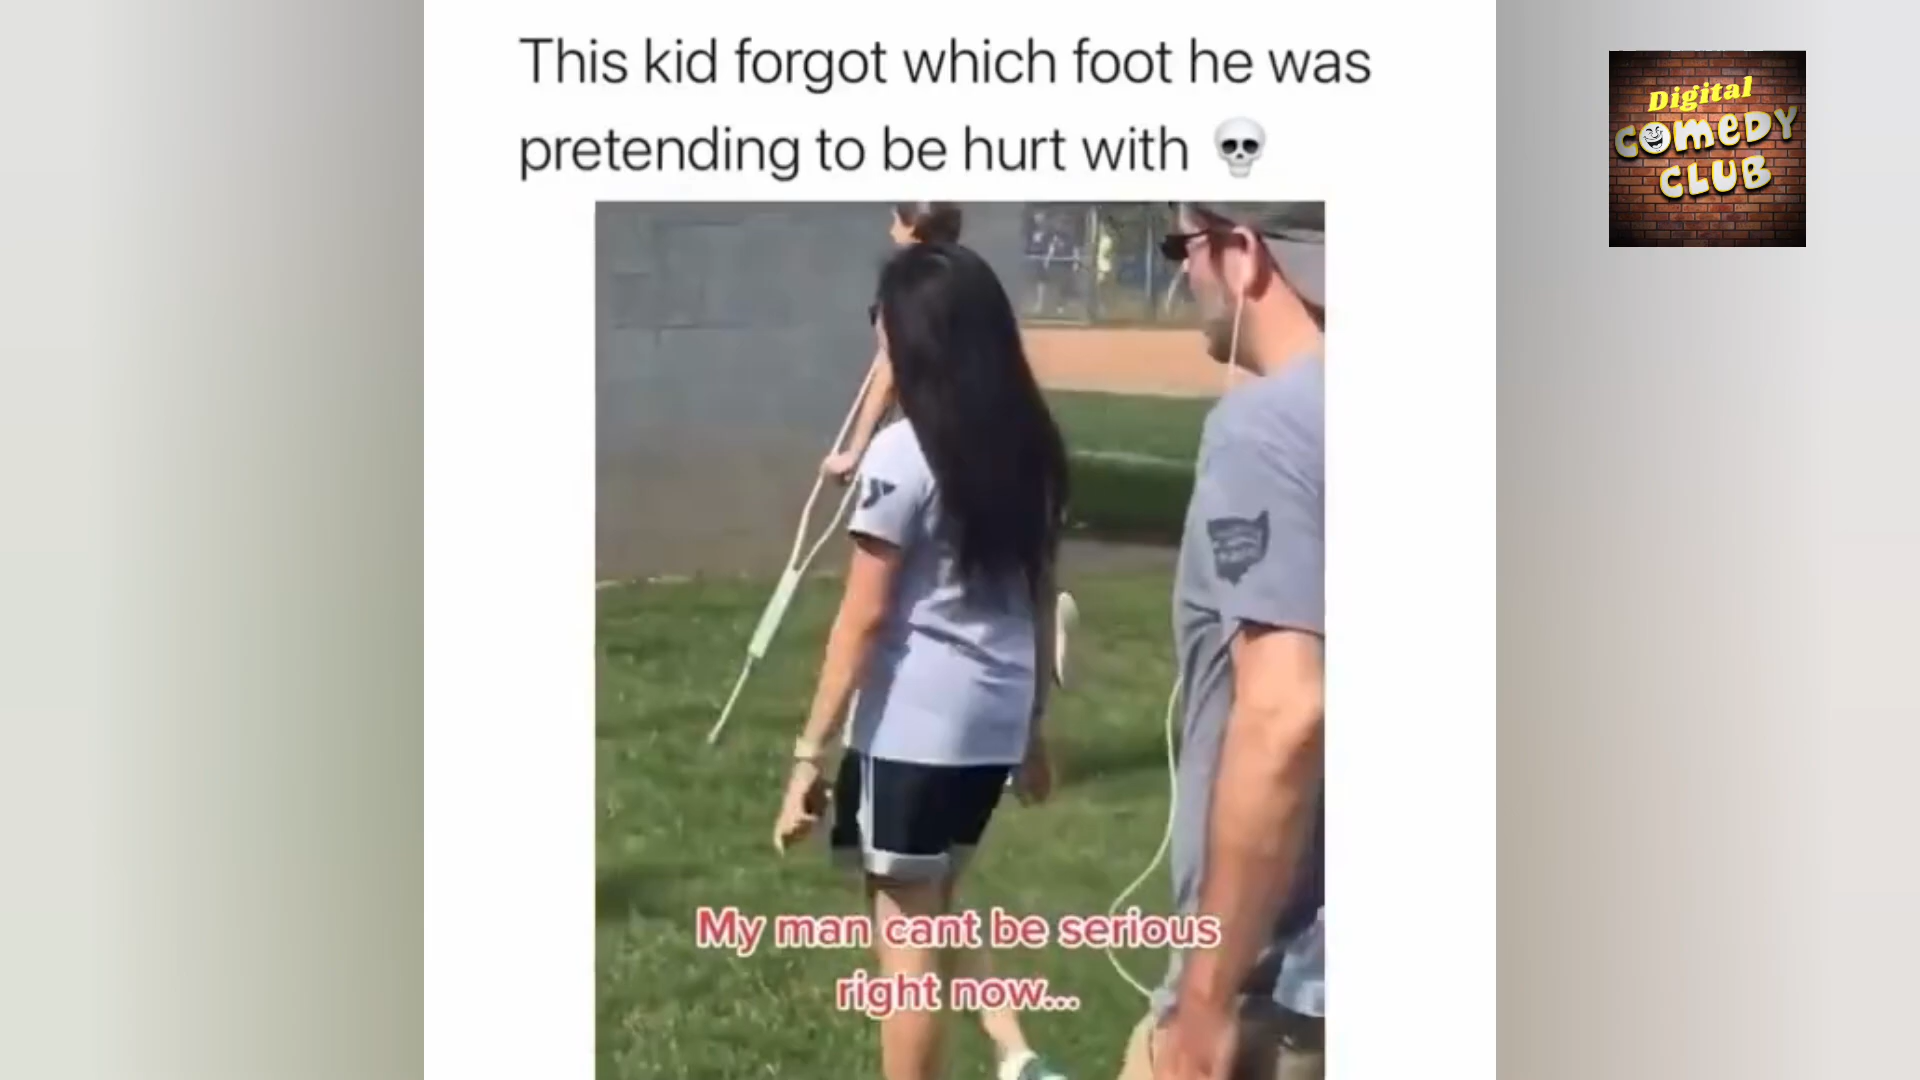 This kid forgot which foot he was
pretending to be hurt with 💀
Digital
COMEDY
CLUB
My man cant be serious
right now...